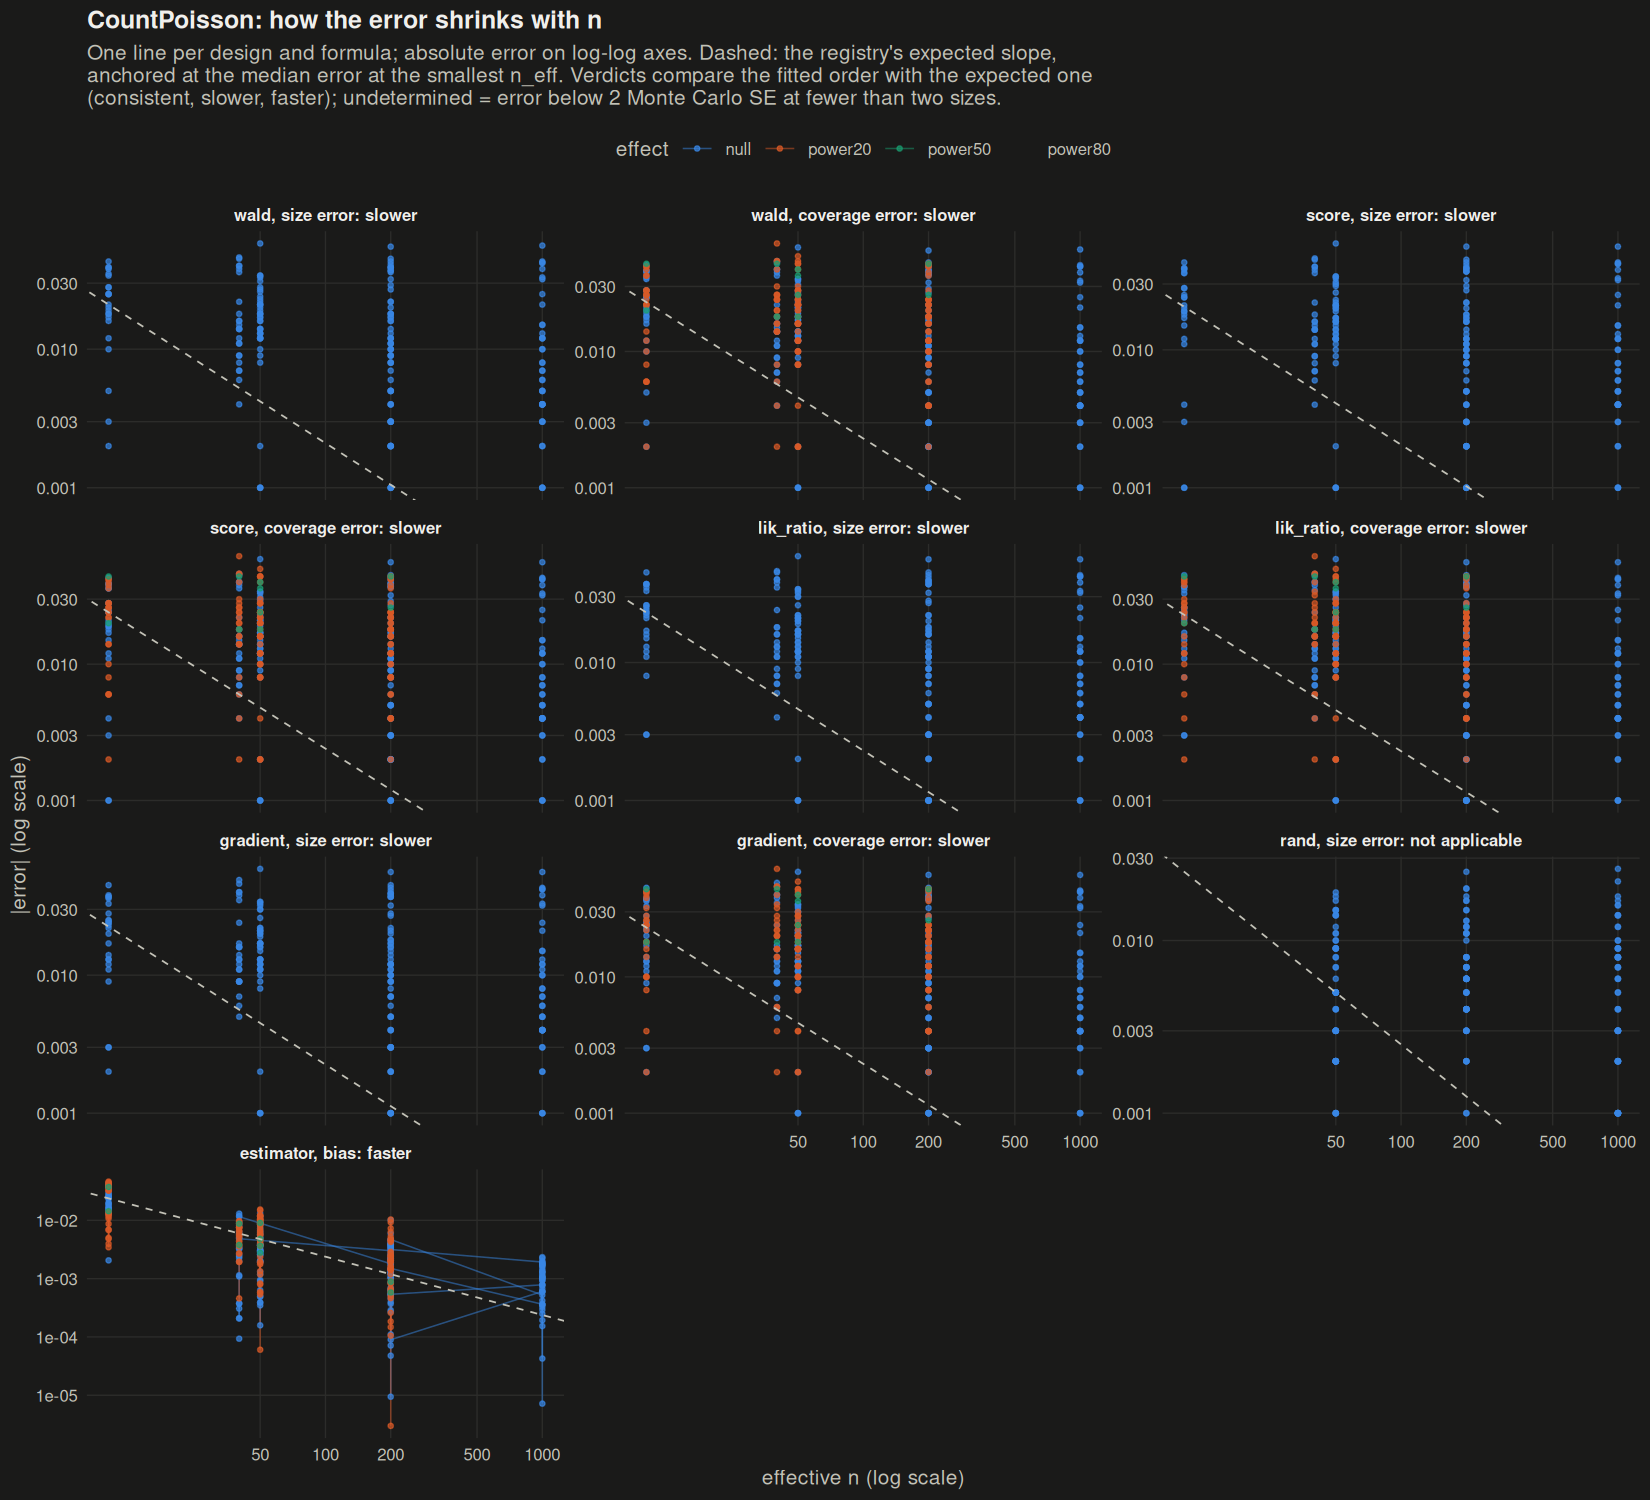 CountPoisson: how the error shrinks with n
One line per design and formula; absolute error on log-log axes. Dashed: the registry's expected slope,
anchored at the median error at the smallest n_eff. Verdicts compare the fitted order with the expected one
(consistent, slower, faster); undetermined = error below 2 Monte Carlo SE at fewer than two sizes.
effect null power20 power50 power80
wald, size error: slower
0.030
0.010
0.003
0.001
wald, coverage error: slower
0.030
0.010
0.003
0.001
score, size error: slower
0.030
0.010
0.003
0.001
score, coverage error: slower
0.030
0.010
0.003
0.001
lik_ratio, size error: slower
0.030
0.010
0.003
0.001
lik_ratio, coverage error: slower
0.030
0.010
0.003
0.001
gradient, size error: slower
0.030
0.010
0.003
0.001
gradient, coverage error: slower
0.030
0.010
0.003
0.001
50 100 200 500 1000
rand, size error: not applicable
0.030
0.010
0.003
0.001
50 100 200 500 1000
estimator, bias: faster
1e-02
1e-03
1e-04
1e-05
50 100 200 500 1000
|error| (log scale)
effective n (log scale)